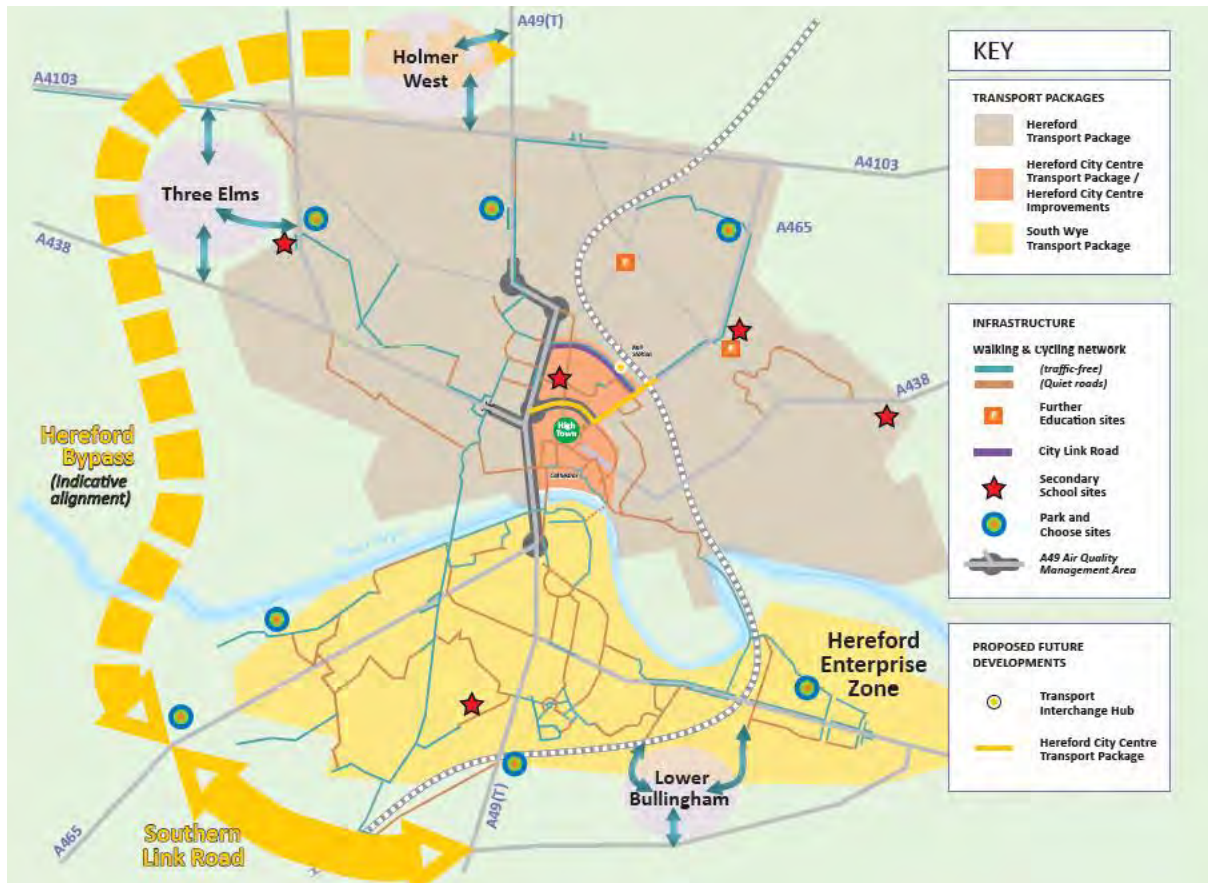 A49(T)
Holmer
West
A4103
A4103
Three Elms
A438
A465
Rail
Station
A438
High
Town
Cathedral
Hereford
Bypass
(Indicative
alignment)
Hereford
Enterprise
Zone
Lower
Bullingham
A49(T)
Southern
Link Road
A465
KEY
TRANSPORT PACKAGES
Hereford
Transport Package
Hereford City Centre
Transport Package /
Hereford City Centre
Improvements
South Wye
Transport Package
INFRASTRUCTURE
Walking & Cycling network
(traffic-free)
(Quiet roads)
Further
Education sites
City Link Road
Secondary
School sites
Park and
Choose sites
A49 Air Quality
Management Area
PROPOSED FUTURE
DEVELOPMENTS
Transport
Interchange Hub
Hereford City Centre
Transport Package